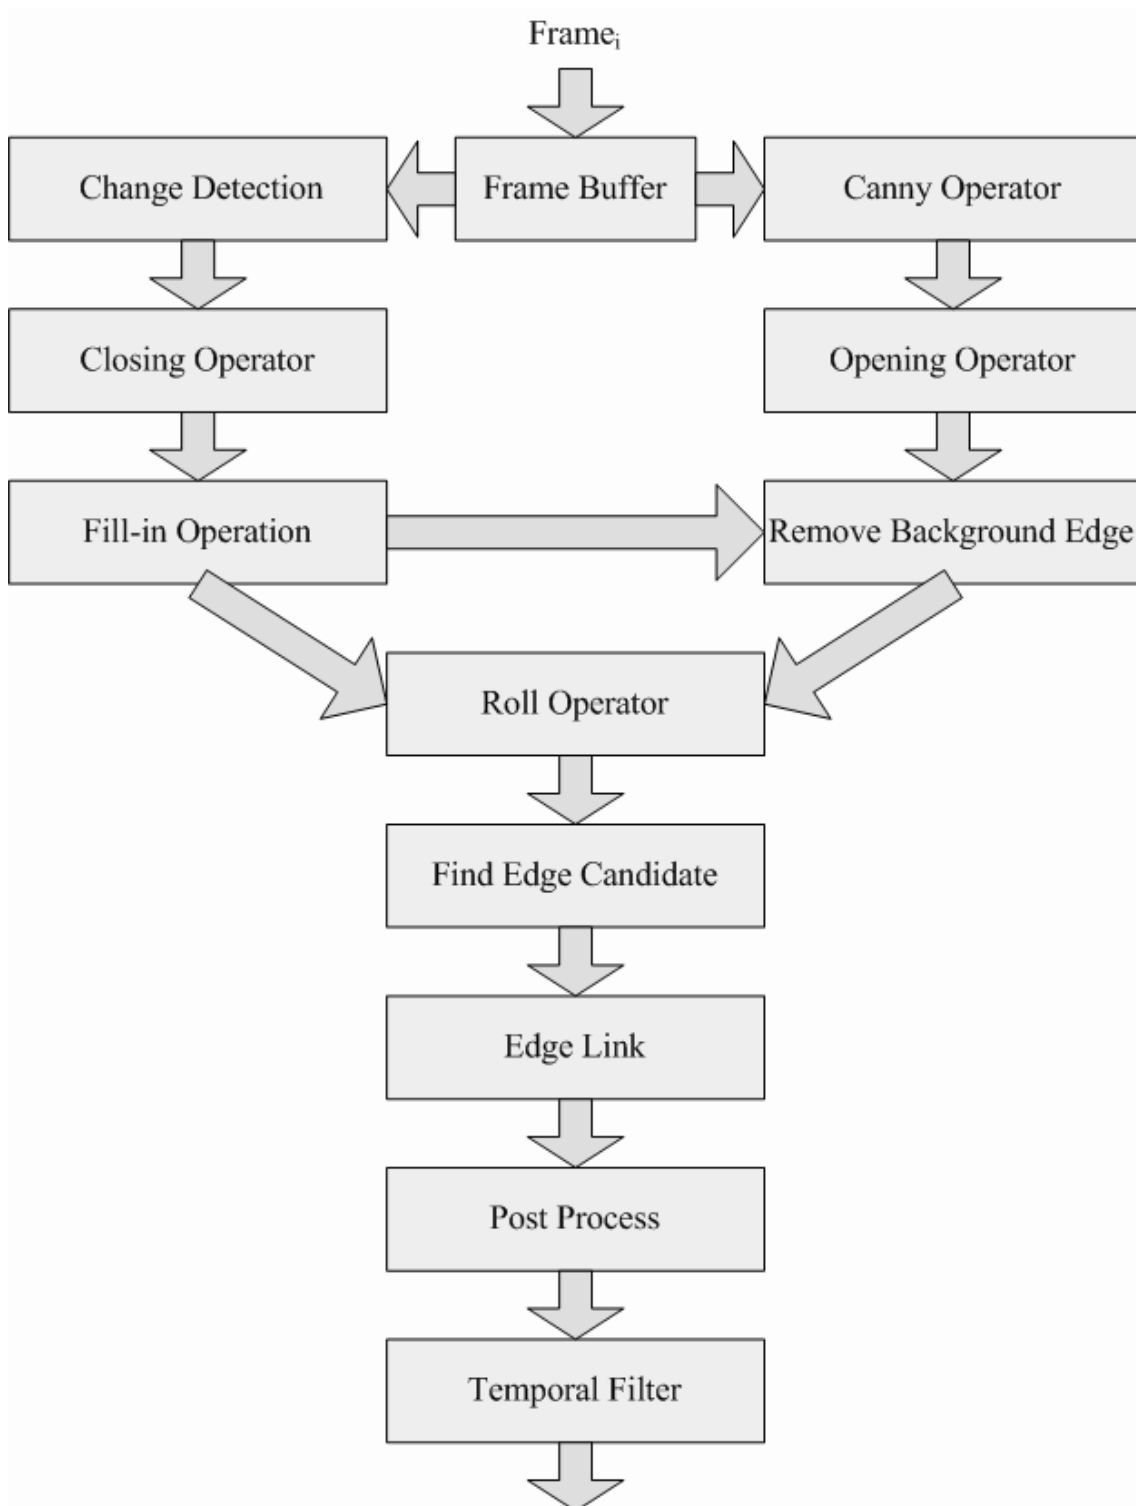 Frameᵢ
Change Detection
Frame Buffer
Canny Operator
Closing Operator
Opening Operator
Fill-in Operation
Remove Background Edge
Roll Operator
Find Edge Candidate
Edge Link
Post Process
Temporal Filter